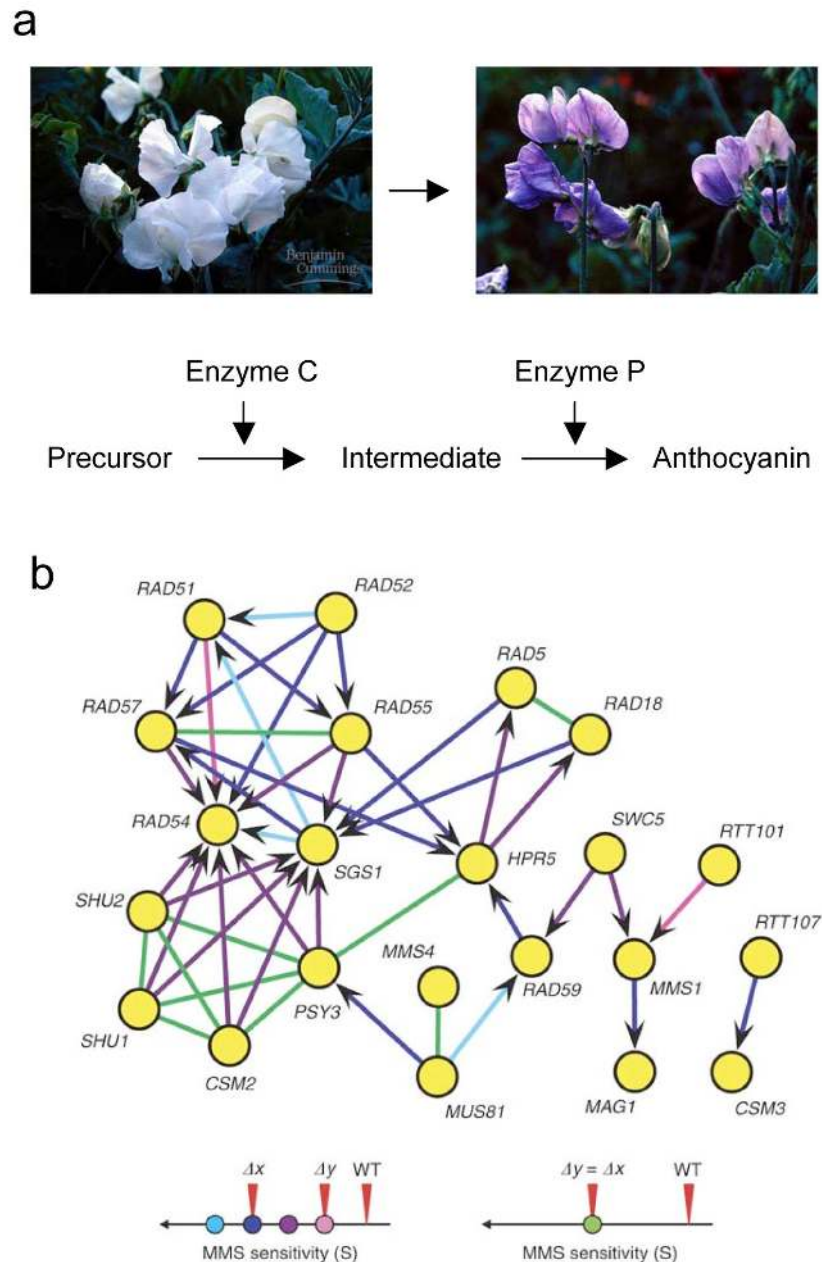 a
Benjamin
Cummings
Enzyme C Enzyme P
Precursor Intermediate Anthocyanin
b
RAD51 RAD52
RAD5
RAD57 RAD55 RAD18
RAD54 SGS1 HPR5 SWC5 RTT101
SHU2 MMS4 RTT107
SHU1 PSY3 RAD59 MMS1
CSM2 MUS81 MAG1 CSM3
Δx Δy WT Δy = Δx WT
MMS sensitivity (S) MMS sensitivity (S)